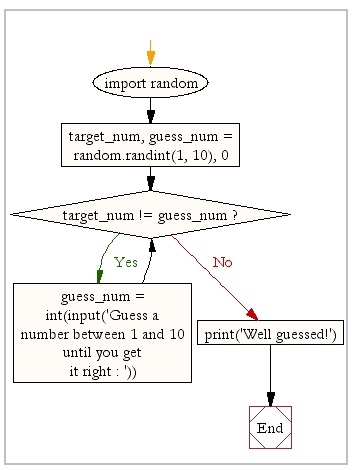 import random
target_num, guess_num =
random.randint(1, 10), 0
target_num != guess_num ?
Yes
No
guess_num =
int(input('Guess a
number between 1 and 10
until you get
it right : '))
print('Well guessed!')
End